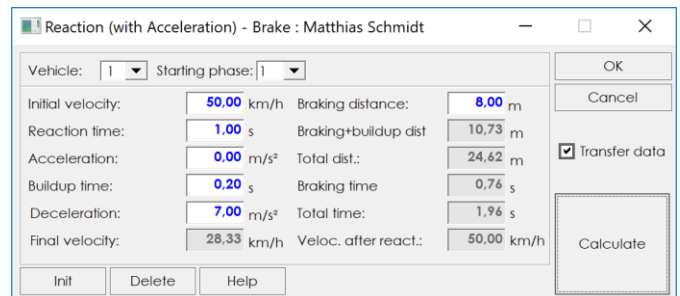 Reaction (with Acceleration) - Brake : Matthias Schmidt
Vehicle: 1 Starting phase: 1
OK
Initial velocity: 50,00 km/h Braking distance: 8,00 m
Cancel
Reaction time: 1,00 s Braking+buildup dist 10,73 m
Acceleration: 0,00 m/s² Total dist.: 24,62 m
Transfer data
Buildup time: 0,20 s Braking time 0,76 s
Deceleration: 7,00 m/s² Total time: 1,96 s
Final velocity: 28,33 km/h Veloc. after react.: 50,00 km/h
Calculate
Init Delete Help